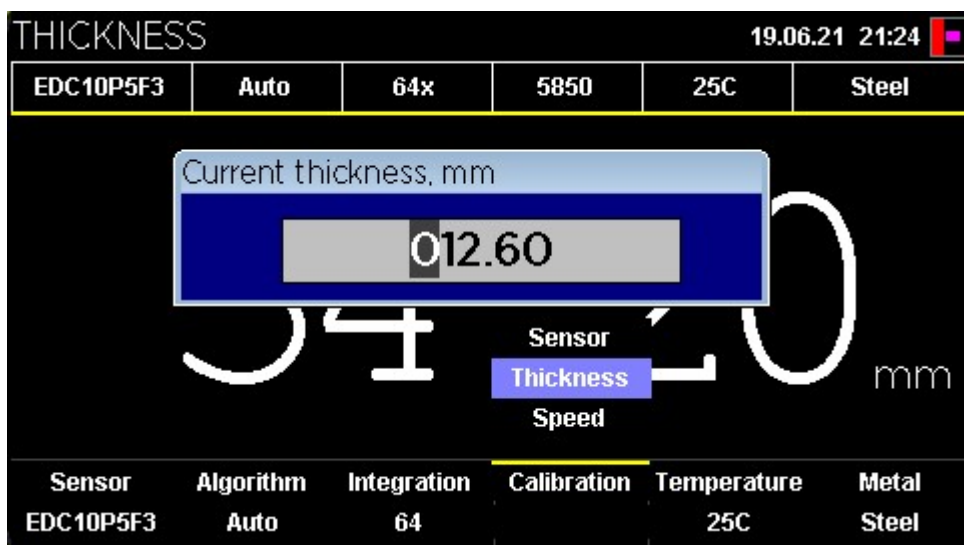 THICKNESS 19.06.21 21:24
EDC10P5F3 Auto 64x 5850 25C Steel
Current thickness, mm
012.60
mm
Sensor
Thickness
Speed
Sensor Algorithm Integration Calibration Temperature Metal
EDC10P5F3 Auto 64 25C Steel